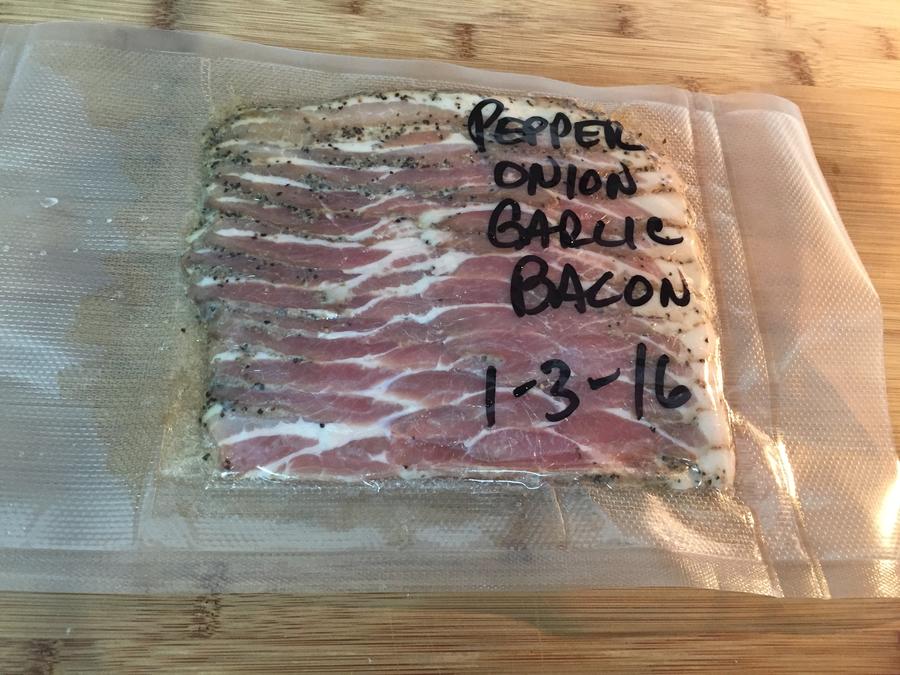 PEPPER
ONION
GARLIC
BACON
1-3-16